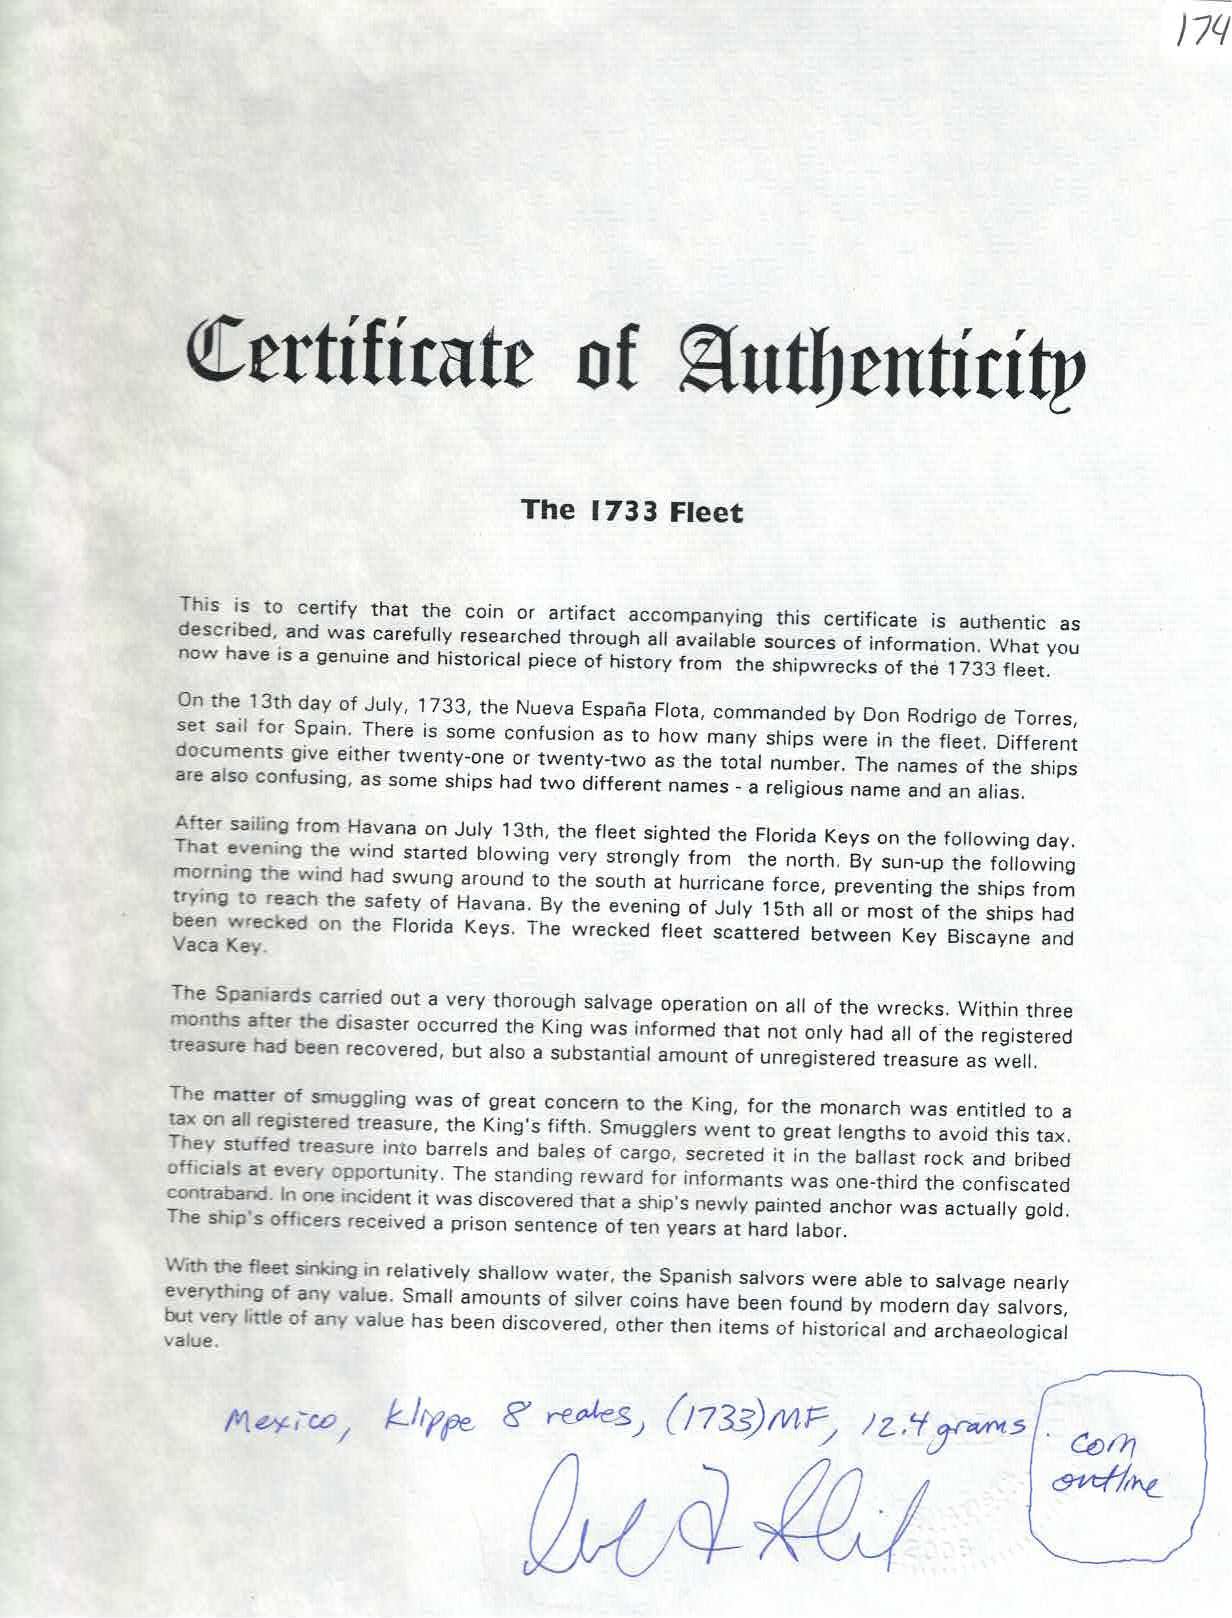 174
Certificate of Authenticity
The 1733 Fleet
This is to certify that the coin or artifact accompanying this certificate is authentic as
described, and was carefully researched through all available sources of information. What you
now have is a genuine and historical piece of history from the shipwrecks of the 1733 fleet.
On the 13th day of July, 1733, the Nueva España Flota, commanded by Don Rodrigo de Torres,
set sail for Spain. There is some confusion as to how many ships were in the fleet. Different
documents give either twenty-one or twenty-two as the total number. The names of the ships
are also confusing, as some ships had two different names - a religious name and an alias.
After sailing from Havana on July 13th, the fleet sighted the Florida Keys on the following day.
That evening the wind started blowing very strongly from the north. By sun-up the following
morning the wind had swung around to the south at hurricane force, preventing the ships from
trying to reach the safety of Havana. By the evening of July 15th all or most of the ships had
been wrecked on the Florida Keys. The wrecked fleet scattered between Key Biscayne and
Vaca Key.
The Spaniards carried out a very thorough salvage operation on all of the wrecks. Within three
months after the disaster occurred the King was informed that not only had all of the registered
treasure had been recovered, but also a substantial amount of unregistered treasure as well.
The matter of smuggling was of great concern to the King, for the monarch was entitled to a
tax on all registered treasure, the King's fifth. Smugglers went to great lengths to avoid this tax.
They stuffed treasure into barrels and bales of cargo, secreted it in the ballast rock and bribed
officials at every opportunity. The standing reward for informants was one-third the confiscated
contraband. In one incident it was discovered that a ship's newly painted anchor was actually gold.
The ship's officers received a prison sentence of ten years at hard labor.
With the fleet sinking in relatively shallow water, the Spanish salvors were able to salvage nearly
everything of any value. Small amounts of silver coins have been found by modern day salvors,
but very little of any value has been discovered, other then items of historical and archaeological
value.
Mexico, klippe 8 reales, (1733)MF, 12.4 grams
coin
outline